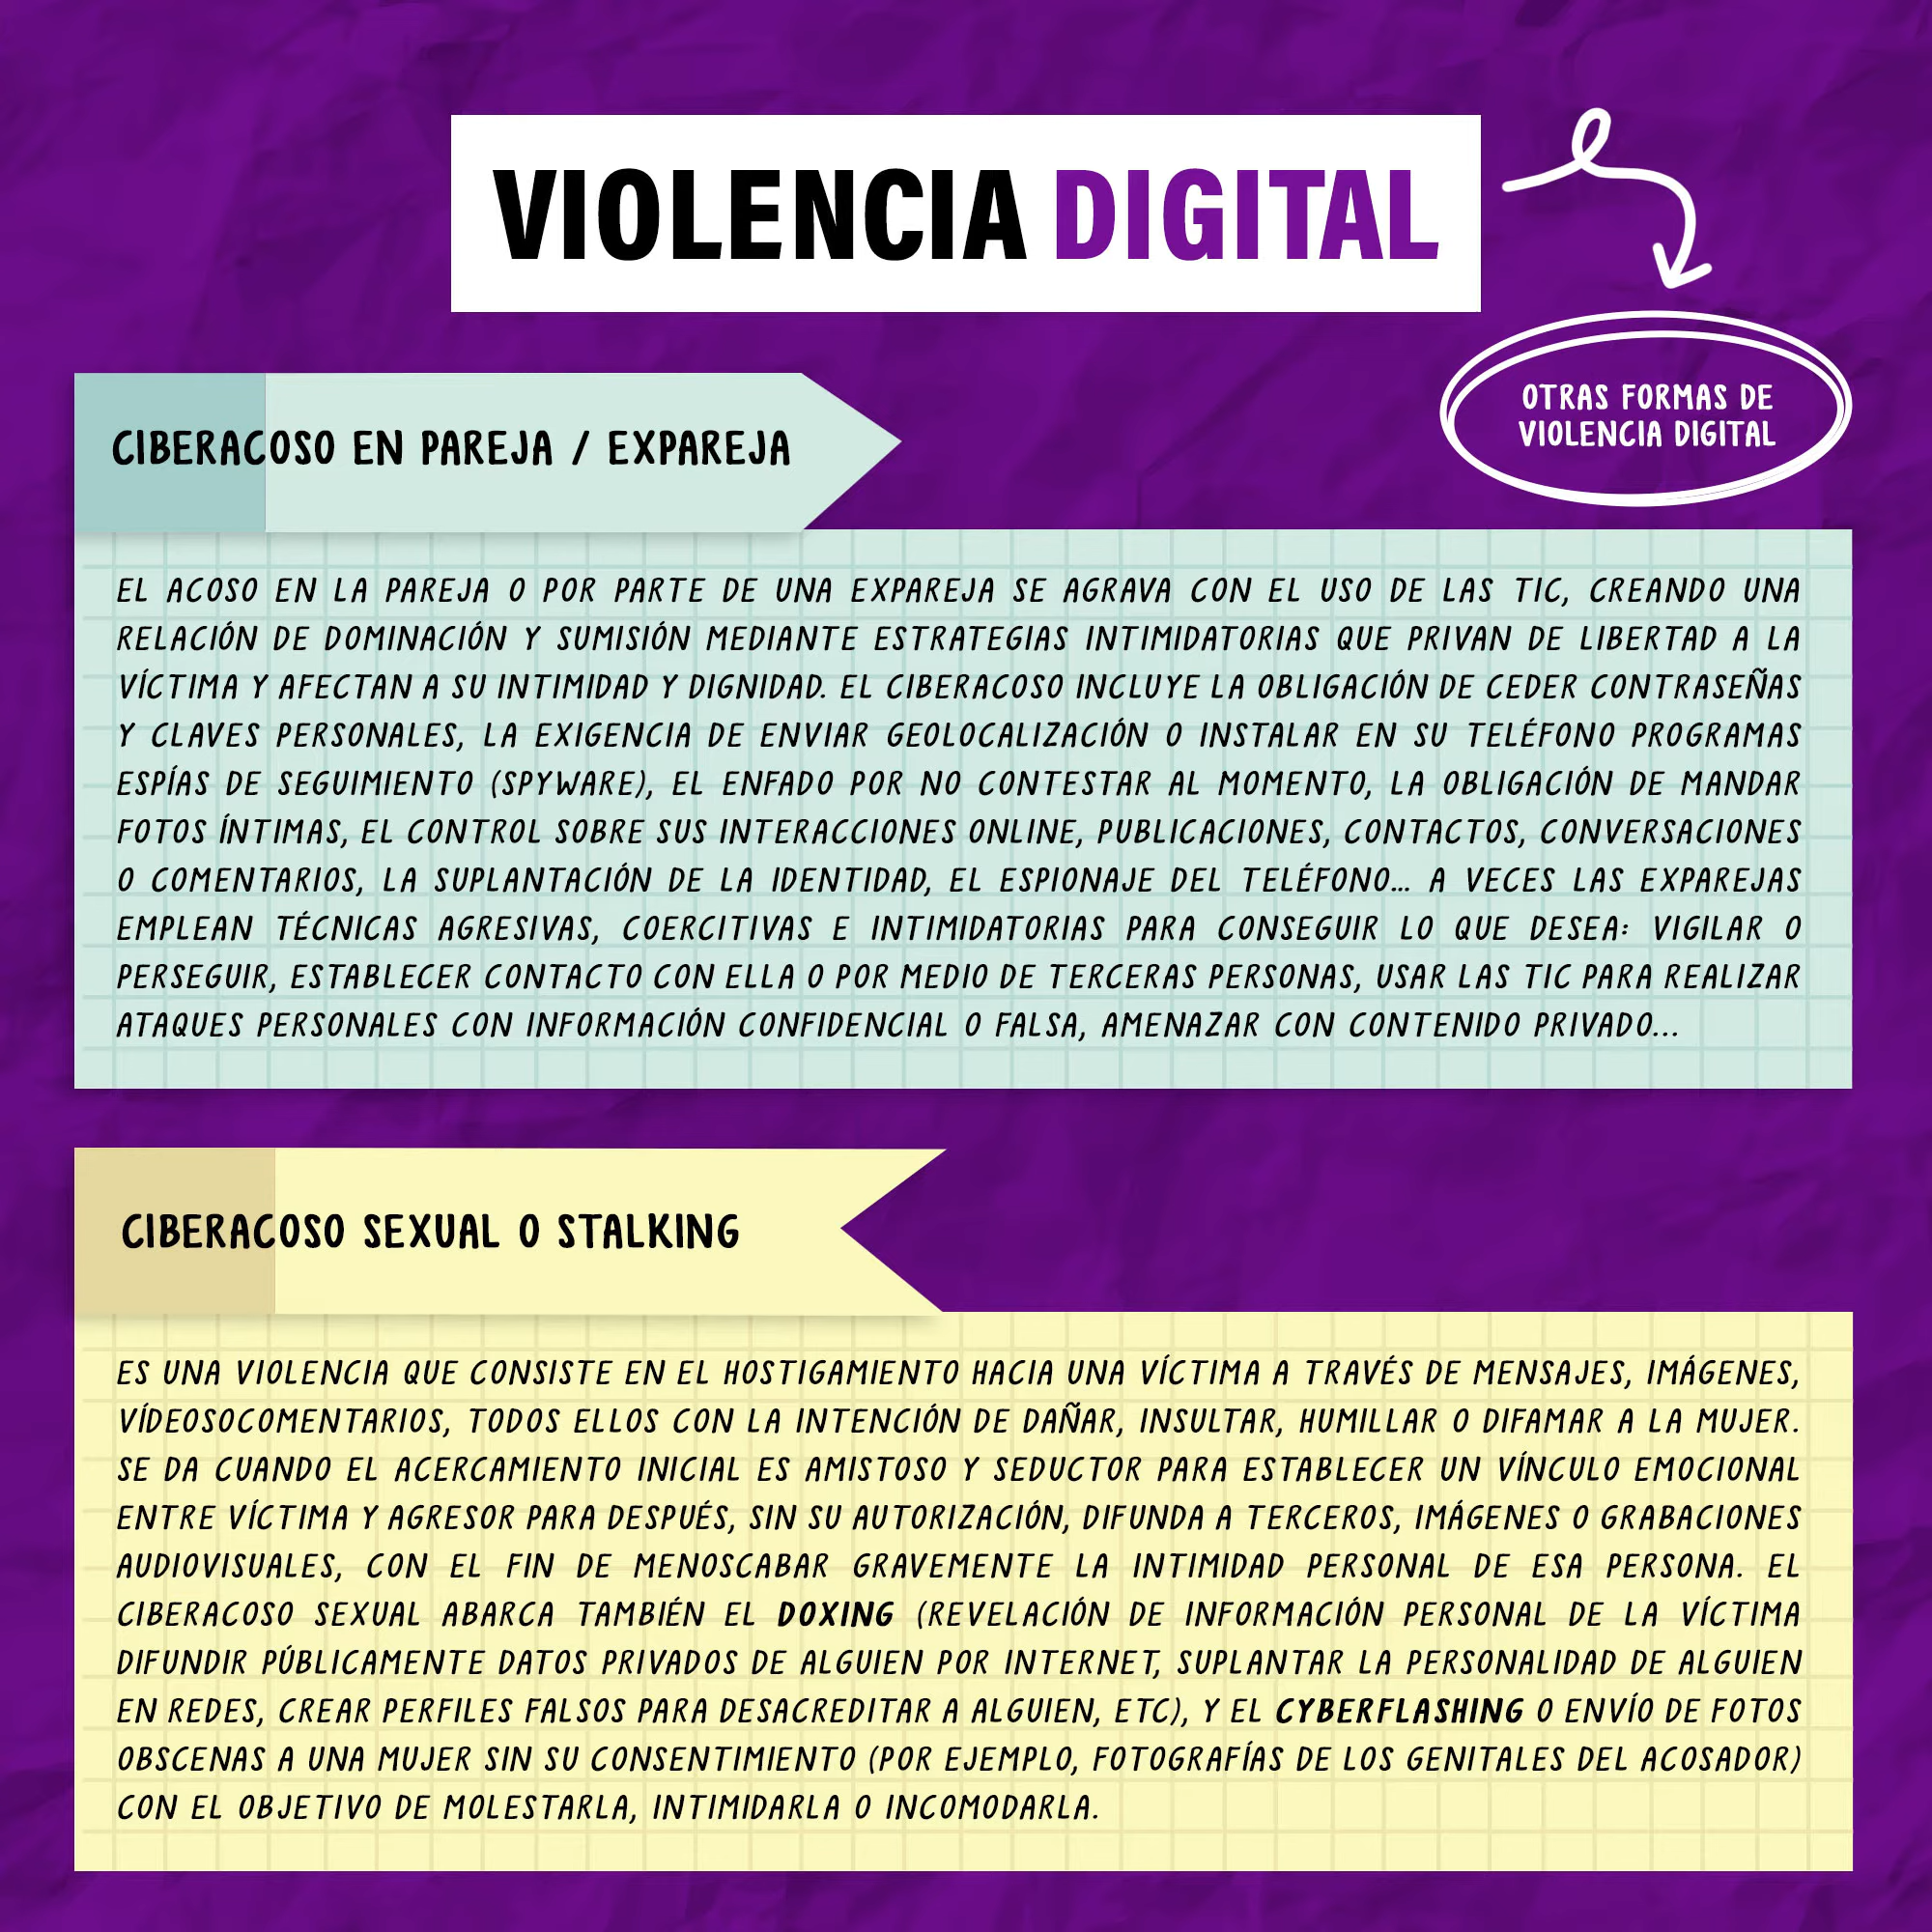 VIOLENCIA DIGITAL
OTRAS FORMAS DE
VIOLENCIA DIGITAL
CIBERACOSO EN PAREJA / EXPAREJA
EL ACOSO EN LA PAREJA O POR PARTE DE UNA EXPAREJA SE AGRAVA CON EL USO DE LAS TIC, CREANDO UNA
RELACIÓN DE DOMINACIÓN Y SUMISIÓN MEDIANTE ESTRATEGIAS INTIMIDATORIAS QUE PRIVAN DE LIBERTAD A LA
VÍCTIMA Y AFECTAN A SU INTIMIDAD Y DIGNIDAD. EL CIBERACOSO INCLUYE LA OBLIGACIÓN DE CEDER CONTRASEÑAS
Y CLAVES PERSONALES, LA EXIGENCIA DE ENVIAR GEOLOCALIZACIÓN O INSTALAR EN SU TELÉFONO PROGRAMAS
ESPÍAS DE SEGUIMIENTO (SPYWARE), EL ENFADO POR NO CONTESTAR AL MOMENTO, LA OBLIGACIÓN DE MANDAR
FOTOS ÍNTIMAS, EL CONTROL SOBRE SUS INTERACCIONES ONLINE, PUBLICACIONES, CONTACTOS, CONVERSACIONES
O COMENTARIOS, LA SUPLANTACIÓN DE LA IDENTIDAD, EL ESPIONAJE DEL TELÉFONO... A VECES LAS EXPAREJAS
EMPLEAN TÉCNICAS AGRESIVAS, COERCITIVAS E INTIMIDATORIAS PARA CONSEGUIR LO QUE DESEA: VIGILAR O
PERSEGUIR, ESTABLECER CONTACTO CON ELLA O POR MEDIO DE TERCERAS PERSONAS, USAR LAS TIC PARA REALIZAR
ATAQUES PERSONALES CON INFORMACIÓN CONFIDENCIAL O FALSA, AMENAZAR CON CONTENIDO PRIVADO...
CIBERACOSO SEXUAL O STALKING
ES UNA VIOLENCIA QUE CONSISTE EN EL HOSTIGAMIENTO HACIA UNA VÍCTIMA A TRAVÉS DE MENSAJES, IMÁGENES,
VÍDEOSOCOMENTARIOS, TODOS ELLOS CON LA INTENCIÓN DE DAÑAR, INSULTAR, HUMILLAR O DIFAMAR A LA MUJER.
SE DA CUANDO EL ACERCAMIENTO INICIAL ES AMISTOSO Y SEDUCTOR PARA ESTABLECER UN VÍNCULO EMOCIONAL
ENTRE VÍCTIMA Y AGRESOR PARA DESPUÉS, SIN SU AUTORIZACIÓN, DIFUNDA A TERCEROS, IMÁGENES O GRABACIONES
AUDIOVISUALES, CON EL FIN DE MENOSCABAR GRAVEMENTE LA INTIMIDAD PERSONAL DE ESA PERSONA. EL
CIBERACOSO SEXUAL ABARCA TAMBIÉN EL DOXING (REVELACIÓN DE INFORMACIÓN PERSONAL DE LA VÍCTIMA
DIFUNDIR PÚBLICAMENTE DATOS PRIVADOS DE ALGUIEN POR INTERNET, SUPLANTAR LA PERSONALIDAD DE ALGUIEN
EN REDES, CREAR PERFILES FALSOS PARA DESACREDITAR A ALGUIEN, ETC), Y EL CYBERFLASHING O ENVÍO DE FOTOS
OBSCENAS A UNA MUJER SIN SU CONSENTIMIENTO (POR EJEMPLO, FOTOGRAFÍAS DE LOS GENITALES DEL ACOSADOR)
CON EL OBJETIVO DE MOLESTARLA, INTIMIDARLA O INCOMODARLA.